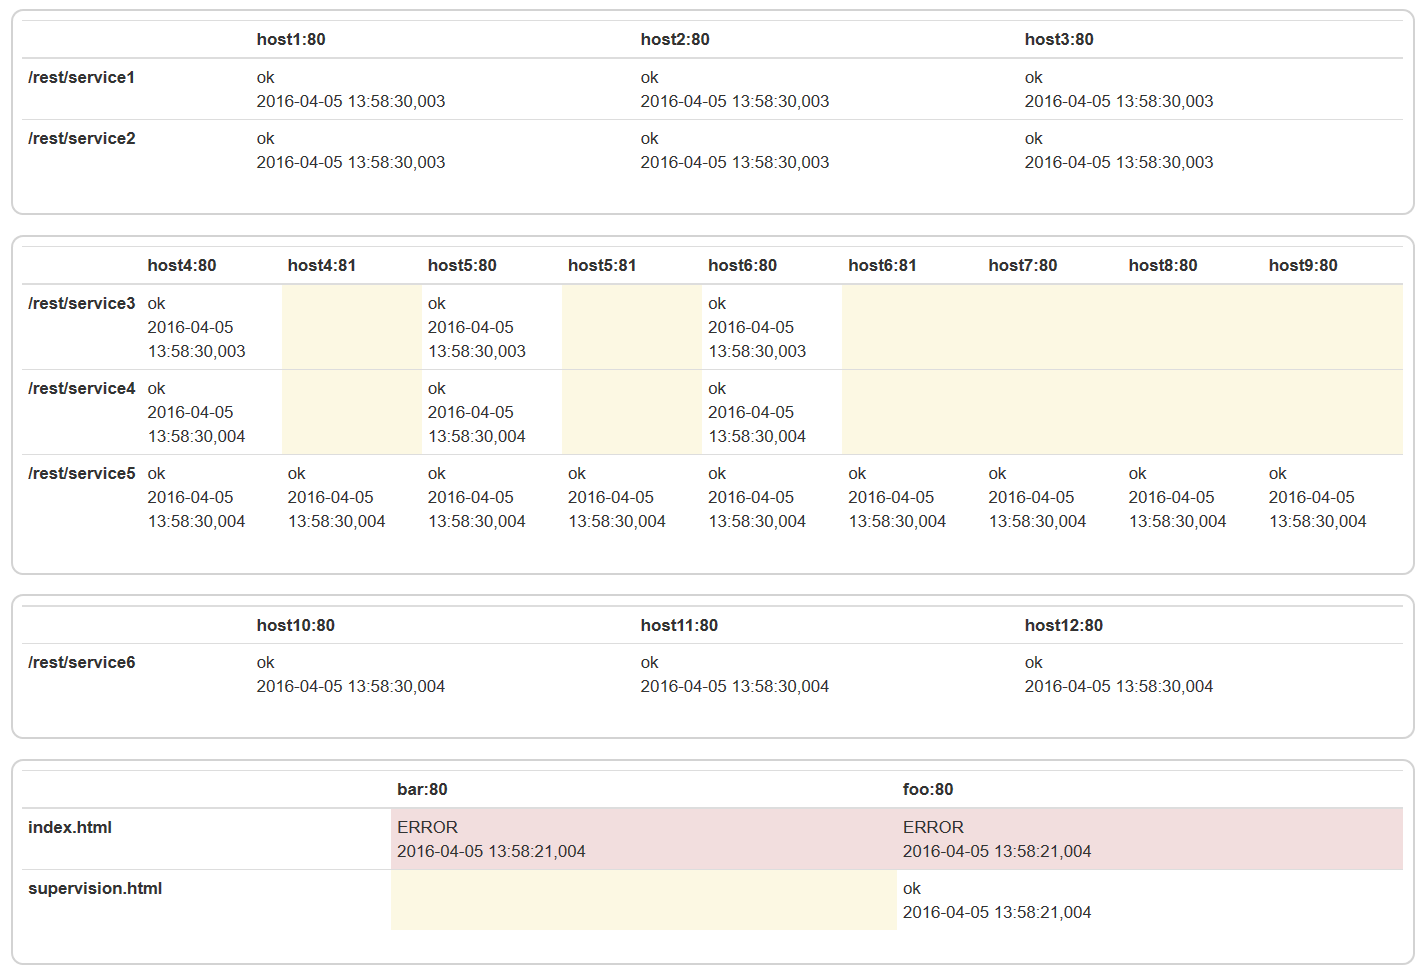 host1:80 host2:80 host3:80
/rest/service1 ok ok ok
2016-04-05 13:58:30,003 2016-04-05 13:58:30,003 2016-04-05 13:58:30,003
/rest/service2 ok ok ok
2016-04-05 13:58:30,003 2016-04-05 13:58:30,003 2016-04-05 13:58:30,003
host4:80 host4:81 host5:80 host5:81 host6:80 host6:81 host7:80 host8:80 host9:80
/rest/service3 ok ok ok
2016-04-05 2016-04-05 2016-04-05
13:58:30,003 13:58:30,003 13:58:30,003
/rest/service4 ok ok ok
2016-04-05 2016-04-05 2016-04-05
13:58:30,004 13:58:30,004 13:58:30,004
/rest/service5 ok ok ok ok ok ok ok ok ok
2016-04-05 2016-04-05 2016-04-05 2016-04-05 2016-04-05 2016-04-05 2016-04-05 2016-04-05 2016-04-05
13:58:30,004 13:58:30,004 13:58:30,004 13:58:30,004 13:58:30,004 13:58:30,004 13:58:30,004 13:58:30,004 13:58:30,004
host10:80 host11:80 host12:80
/rest/service6 ok ok ok
2016-04-05 13:58:30,004 2016-04-05 13:58:30,004 2016-04-05 13:58:30,004
bar:80 foo:80
index.html ERROR ERROR
2016-04-05 13:58:21,004 2016-04-05 13:58:21,004
supervision.html ok
2016-04-05 13:58:21,004